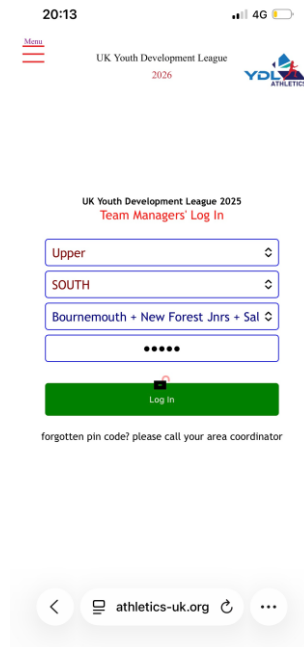 20:13
4G
Menu
UK Youth Development League
2026
YDL
ATHLETICS
UK Youth Development League 2025
Team Managers' Log In
Upper
SOUTH
Bournemouth + New Forest Jnrs + Sal
•••••
Log In
forgotten pin code? please call your area coordinator
athletics-uk.org